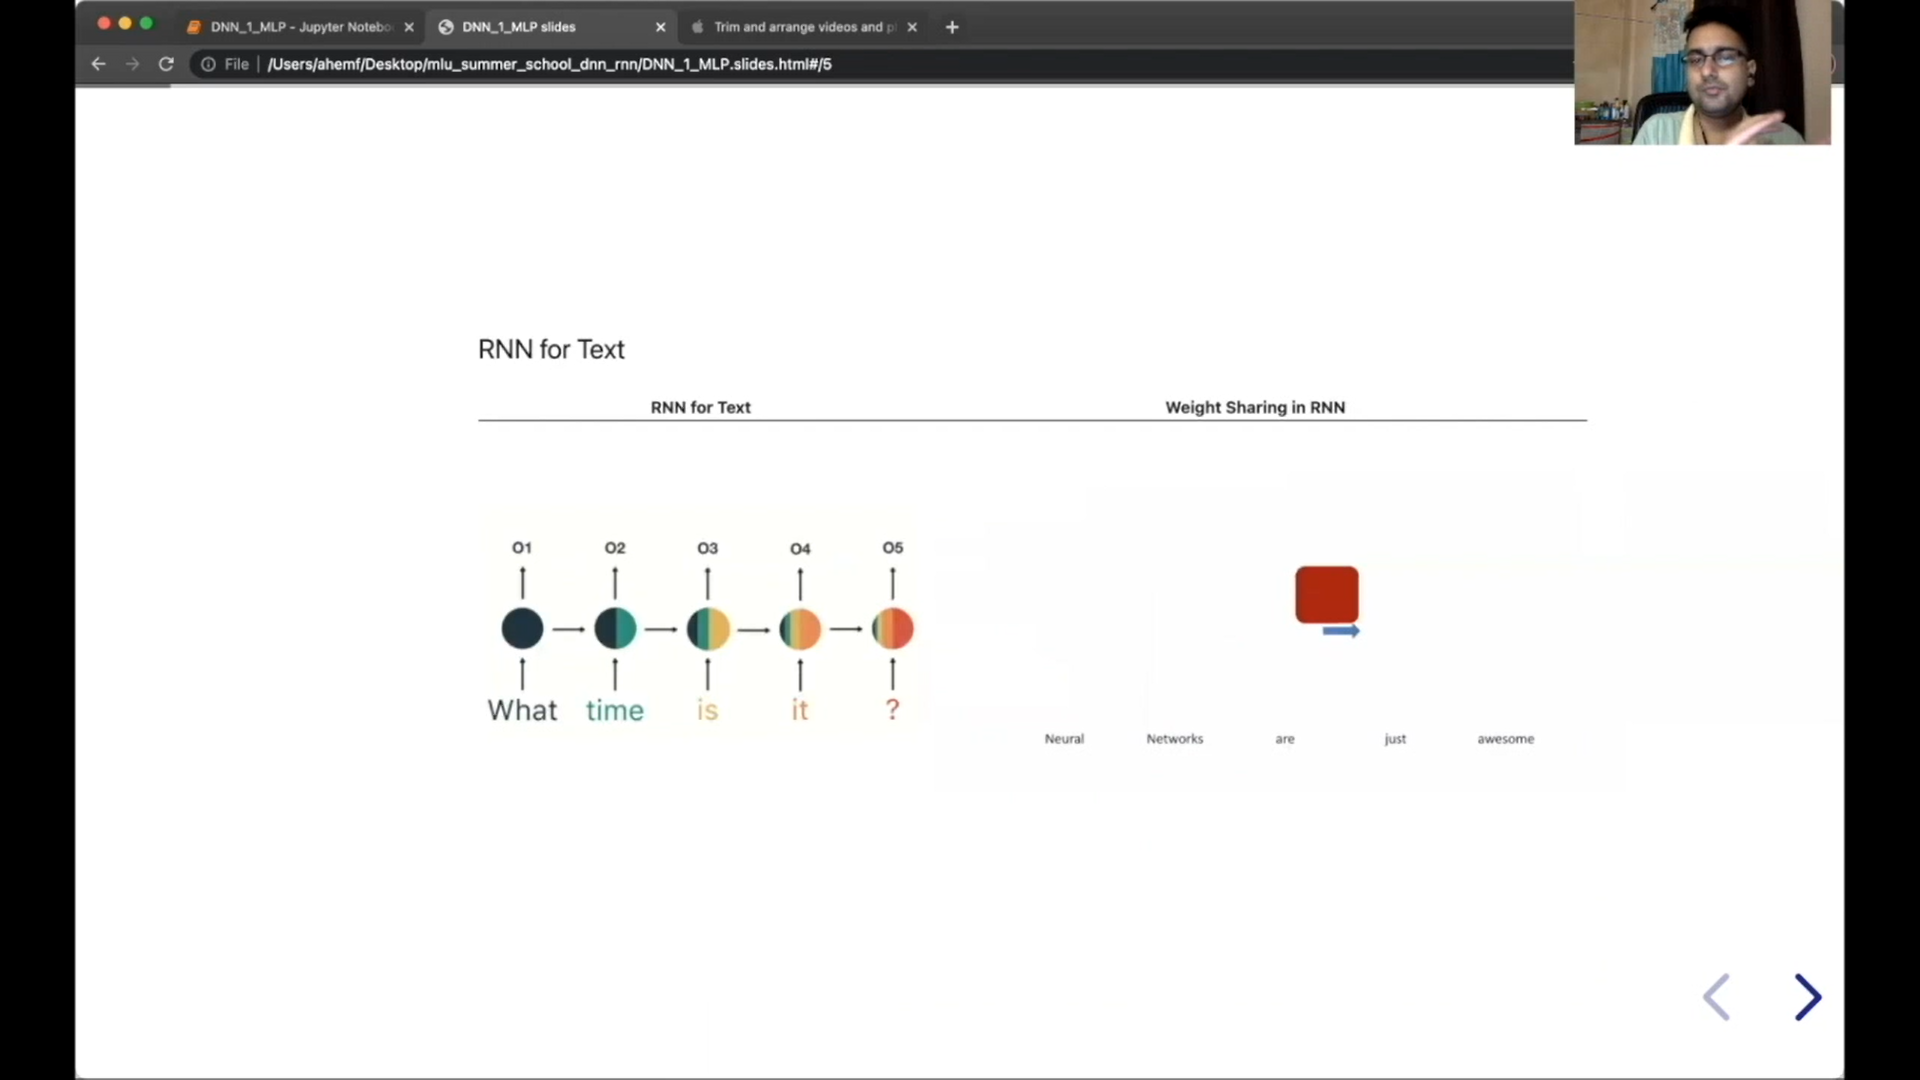 DNN_1_MLP - Jupyter Notebo
DNN_1_MLP slides
Trim and arrange videos and p
File
/Users/ahemf/Desktop/mlu_summer_school_dnn_rnn/DNN_1_MLP.slides.html#/5
RNN for Text
RNN for Text
Weight Sharing in RNN
O1 O2 O3 O4 O5
What time is it ?
Neural Networks are just awesome